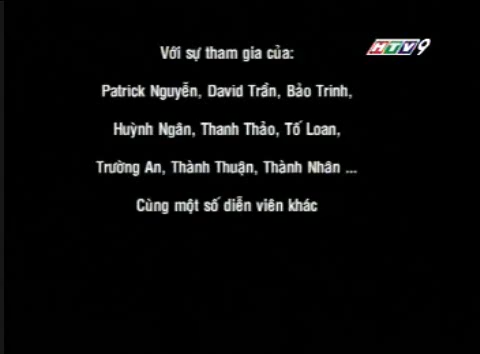 Với sự tham gia của:
HTV9
Patrick Nguyễn, David Trần, Bảo Trinh,
Huỳnh Ngân, Thanh Thảo, Tố Loan,
Trường An, Thành Thuận, Thành Nhân ...
Cùng một số diễn viên khác